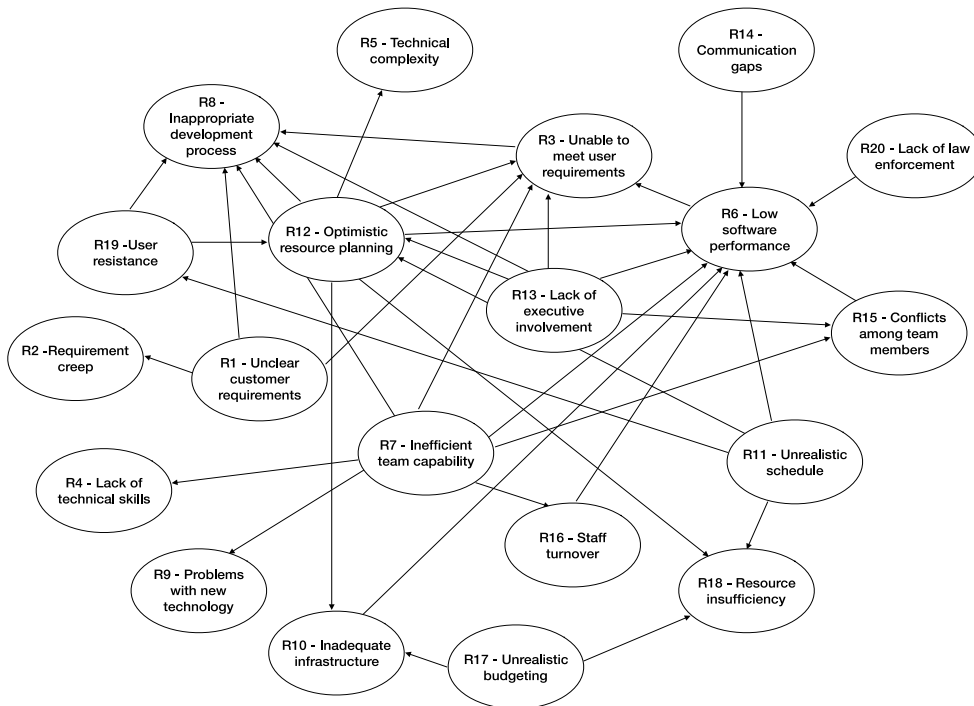 R5 - Technical
complexity
R14 -
Communication
gaps
R8 -
Inappropriate
development
process
R3 - Unable to
meet user
requirements
R20 - Lack of law
enforcement
R6 - Low
software
performance
R12 - Optimistic
resource planning
R19 -User
resistance
R13 - Lack of
executive
involvement
R15 - Conflicts
among team
members
R2 -Requirement
creep
R1 - Unclear
customer
requirements
R7 - Inefficient
team capability
R11 - Unrealistic
schedule
R4 - Lack of
technical skills
R16 - Staff
turnover
R9 - Problems
with new
technology
R18 - Resource
insufficiency
R10 - Inadequate
infrastructure
R17 - Unrealistic
budgeting